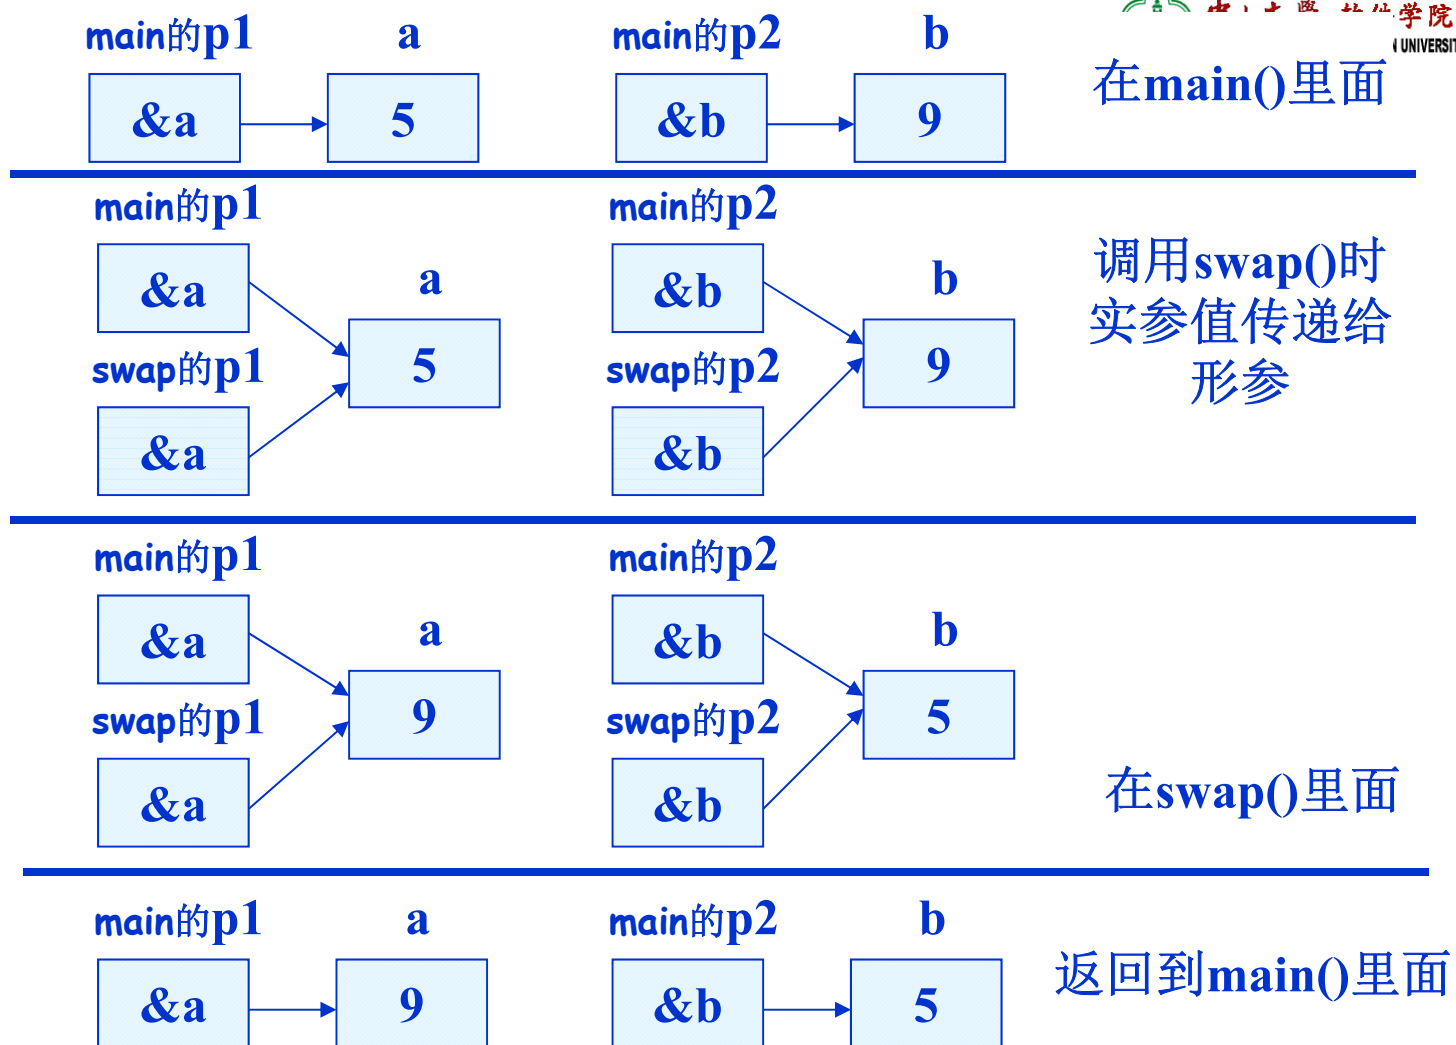 学院
UNIVERSIT
main的p1 a main的p2 b
在main()里面
&a 5 &b 9
main的p1 main的p2
调用swap()时
&a a &b b
实参值传递给
swap的p1 5 swap的p2 9
形参
&a &b
main的p1 main的p2
&a a &b b
swap的p1 9 swap的p2 5
在swap()里面
&a &b
main的p1 a main的p2 b
返回到main()里面
&a 9 &b 5